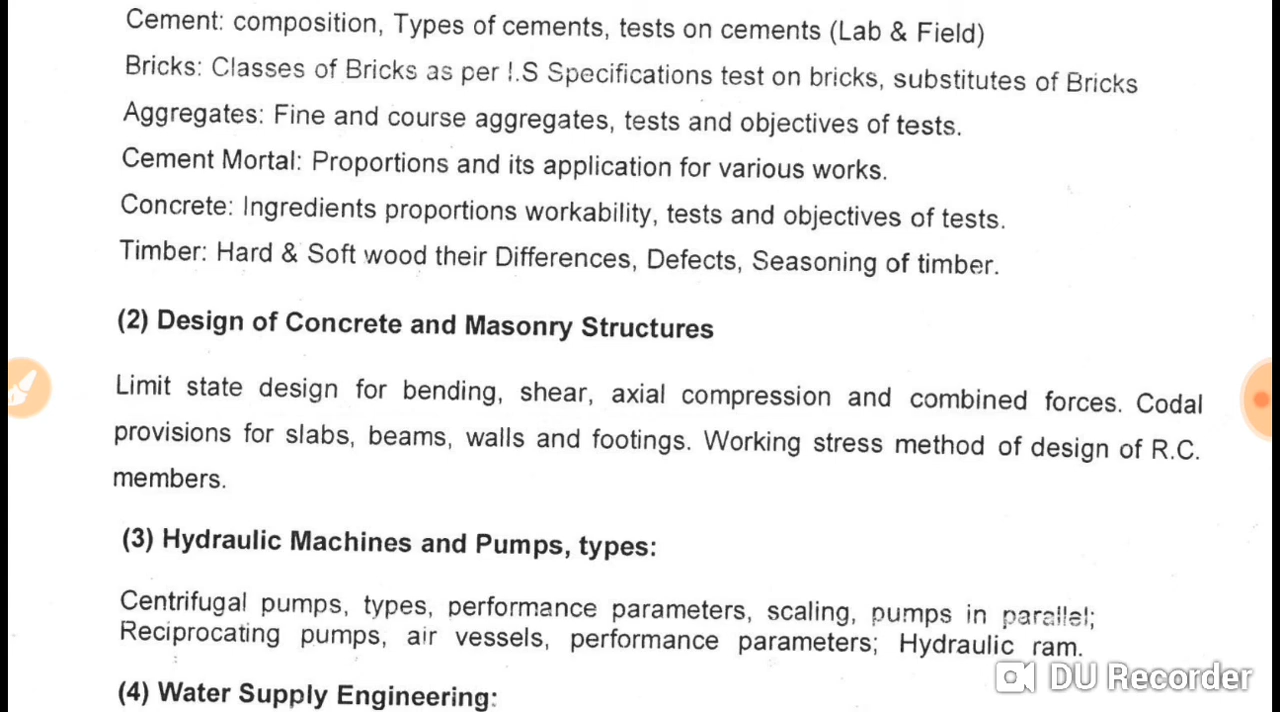 Cement: composition, Types of cements, tests on cements (Lab & Field)
Bricks: Classes of Bricks as per I.S Specifications test on bricks, substitutes of Bricks
Aggregates: Fine and course aggregates, tests and objectives of tests.
Cement Mortal: Proportions and its application for various works.
Concrete: Ingredients proportions workability, tests and objectives of tests.
Timber: Hard & Soft wood their Differences, Defects, Seasoning of timber.
(2) Design of Concrete and Masonry Structures
Limit state design for bending, shear, axial compression and combined forces. Codal
provisions for slabs, beams, walls and footings. Working stress method of design of R.C.
members.
(3) Hydraulic Machines and Pumps, types:
Centrifugal pumps, types, performance parameters, scaling, pumps in parallel;
Reciprocating pumps, air vessels, performance parameters; Hydraulic ram.
(4) Water Supply Engineering:
DU Recorder